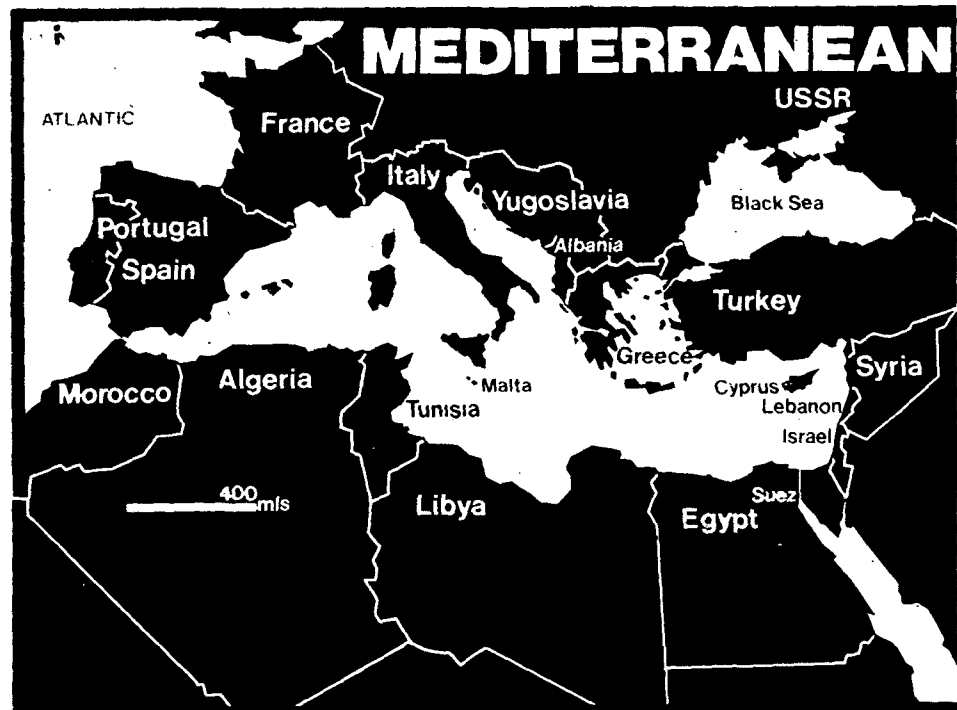 MEDITERRANEAN
USSR
ATLANTIC
France
Italy
Yugoslavia
Black Sea
Portugal
Albania
Spain
Turkey
Greece
Syria
Algeria
Malta
Cyprus
Morocco
Tunisia
Lebanon
Israel
400
mls
Suez
Libya
Egypt